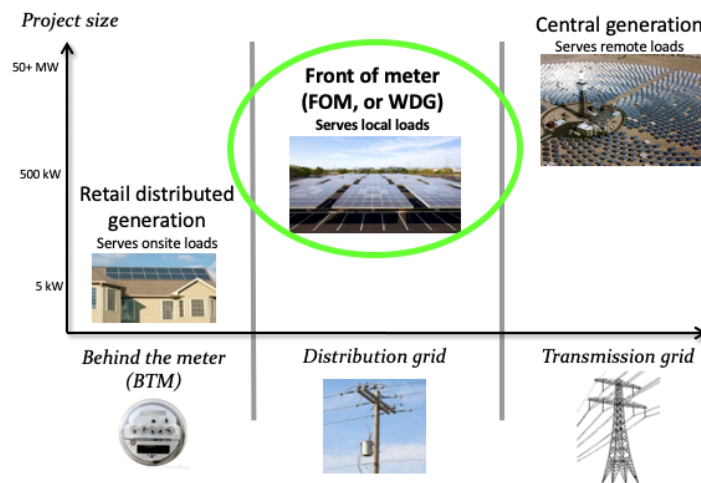 Project size
50+ MW
500 kW
5 kW
Retail distributed
generation
Serves onsite loads
Front of meter
(FOM, or WDG)
Serves local loads
Central generation
Serves remote loads
Behind the meter
(BTM)
Distribution grid
Transmission grid